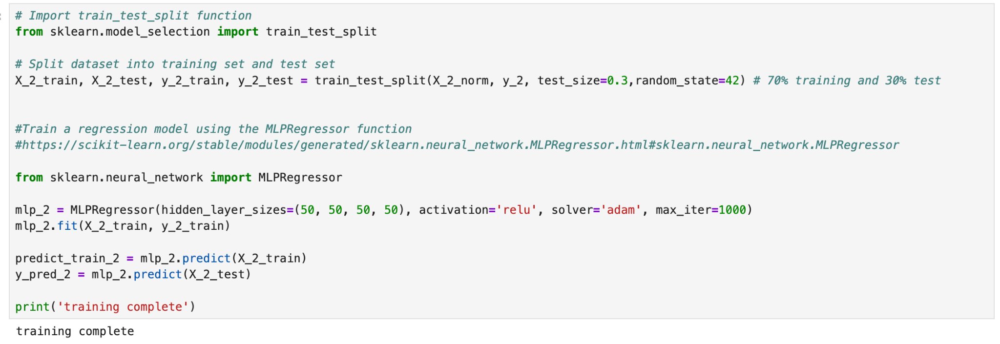 # Import train_test_split function
from sklearn.model_selection import train_test_split
# Split dataset into training set and test set
X_2_train, X_2_test, y_2_train, y_2_test = train_test_split(X_2_norm, y_2, test_size=0.3,random_state=42) # 70% training and 30% test
#Train a regression model using the MLPRegressor function
#https://scikit-learn.org/stable/modules/generated/sklearn.neural_network.MLPRegressor.html#sklearn.neural_network.MLPRegressor
from sklearn.neural_network import MLPRegressor
mlp_2 = MLPRegressor(hidden_layer_sizes=(50, 50, 50, 50), activation='relu', solver='adam', max_iter=1000)
mlp_2.fit(X_2_train, y_2_train)
predict_train_2 = mlp_2.predict(X_2_train)
y_pred_2 = mlp_2.predict(X_2_test)
print('training complete')
training complete